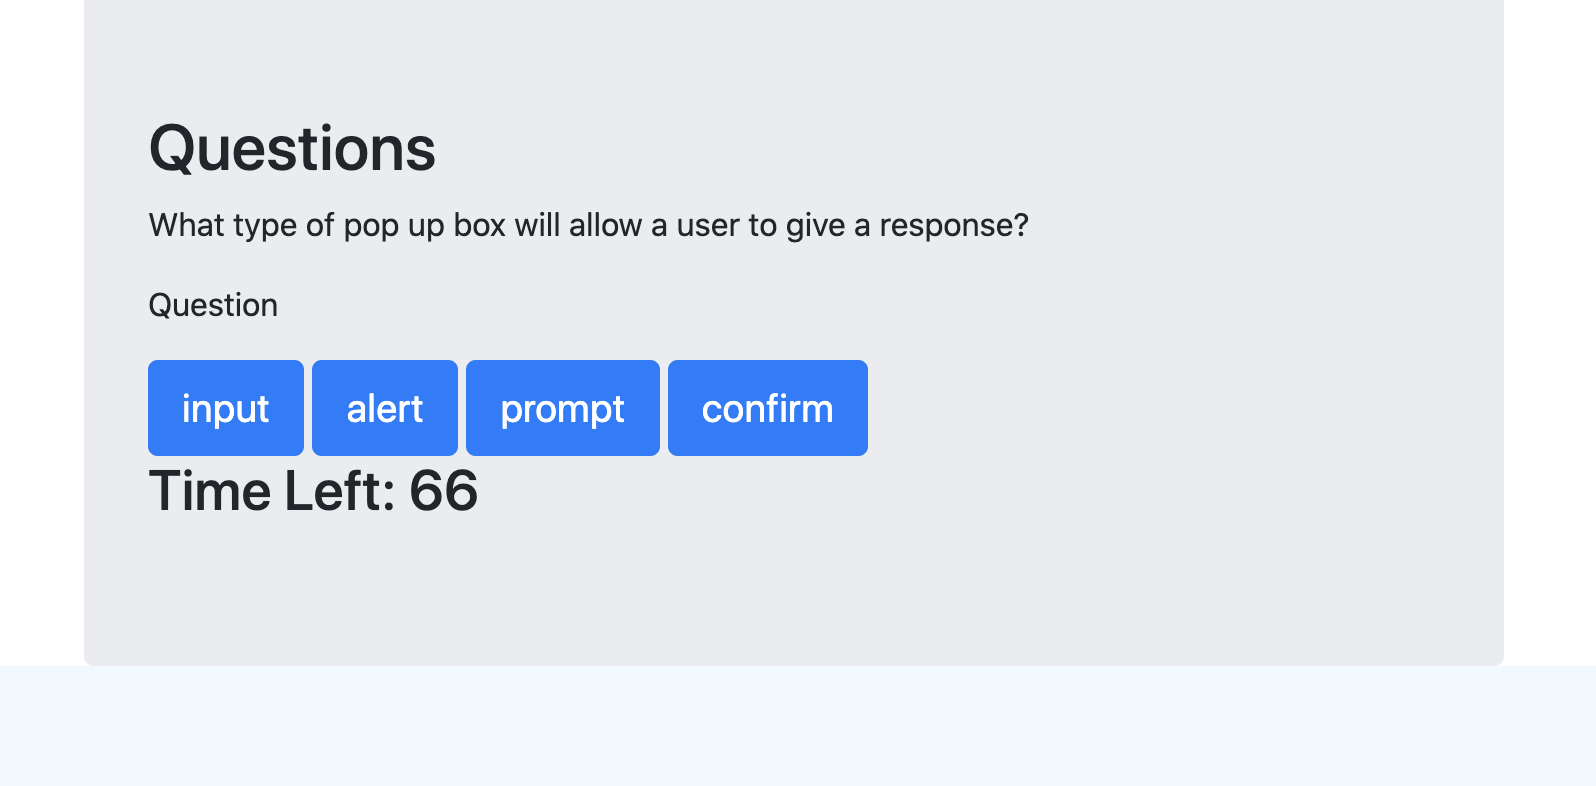 Questions
What type of pop up box will allow a user to give a response?
Question
input alert prompt confirm
Time Left: 66